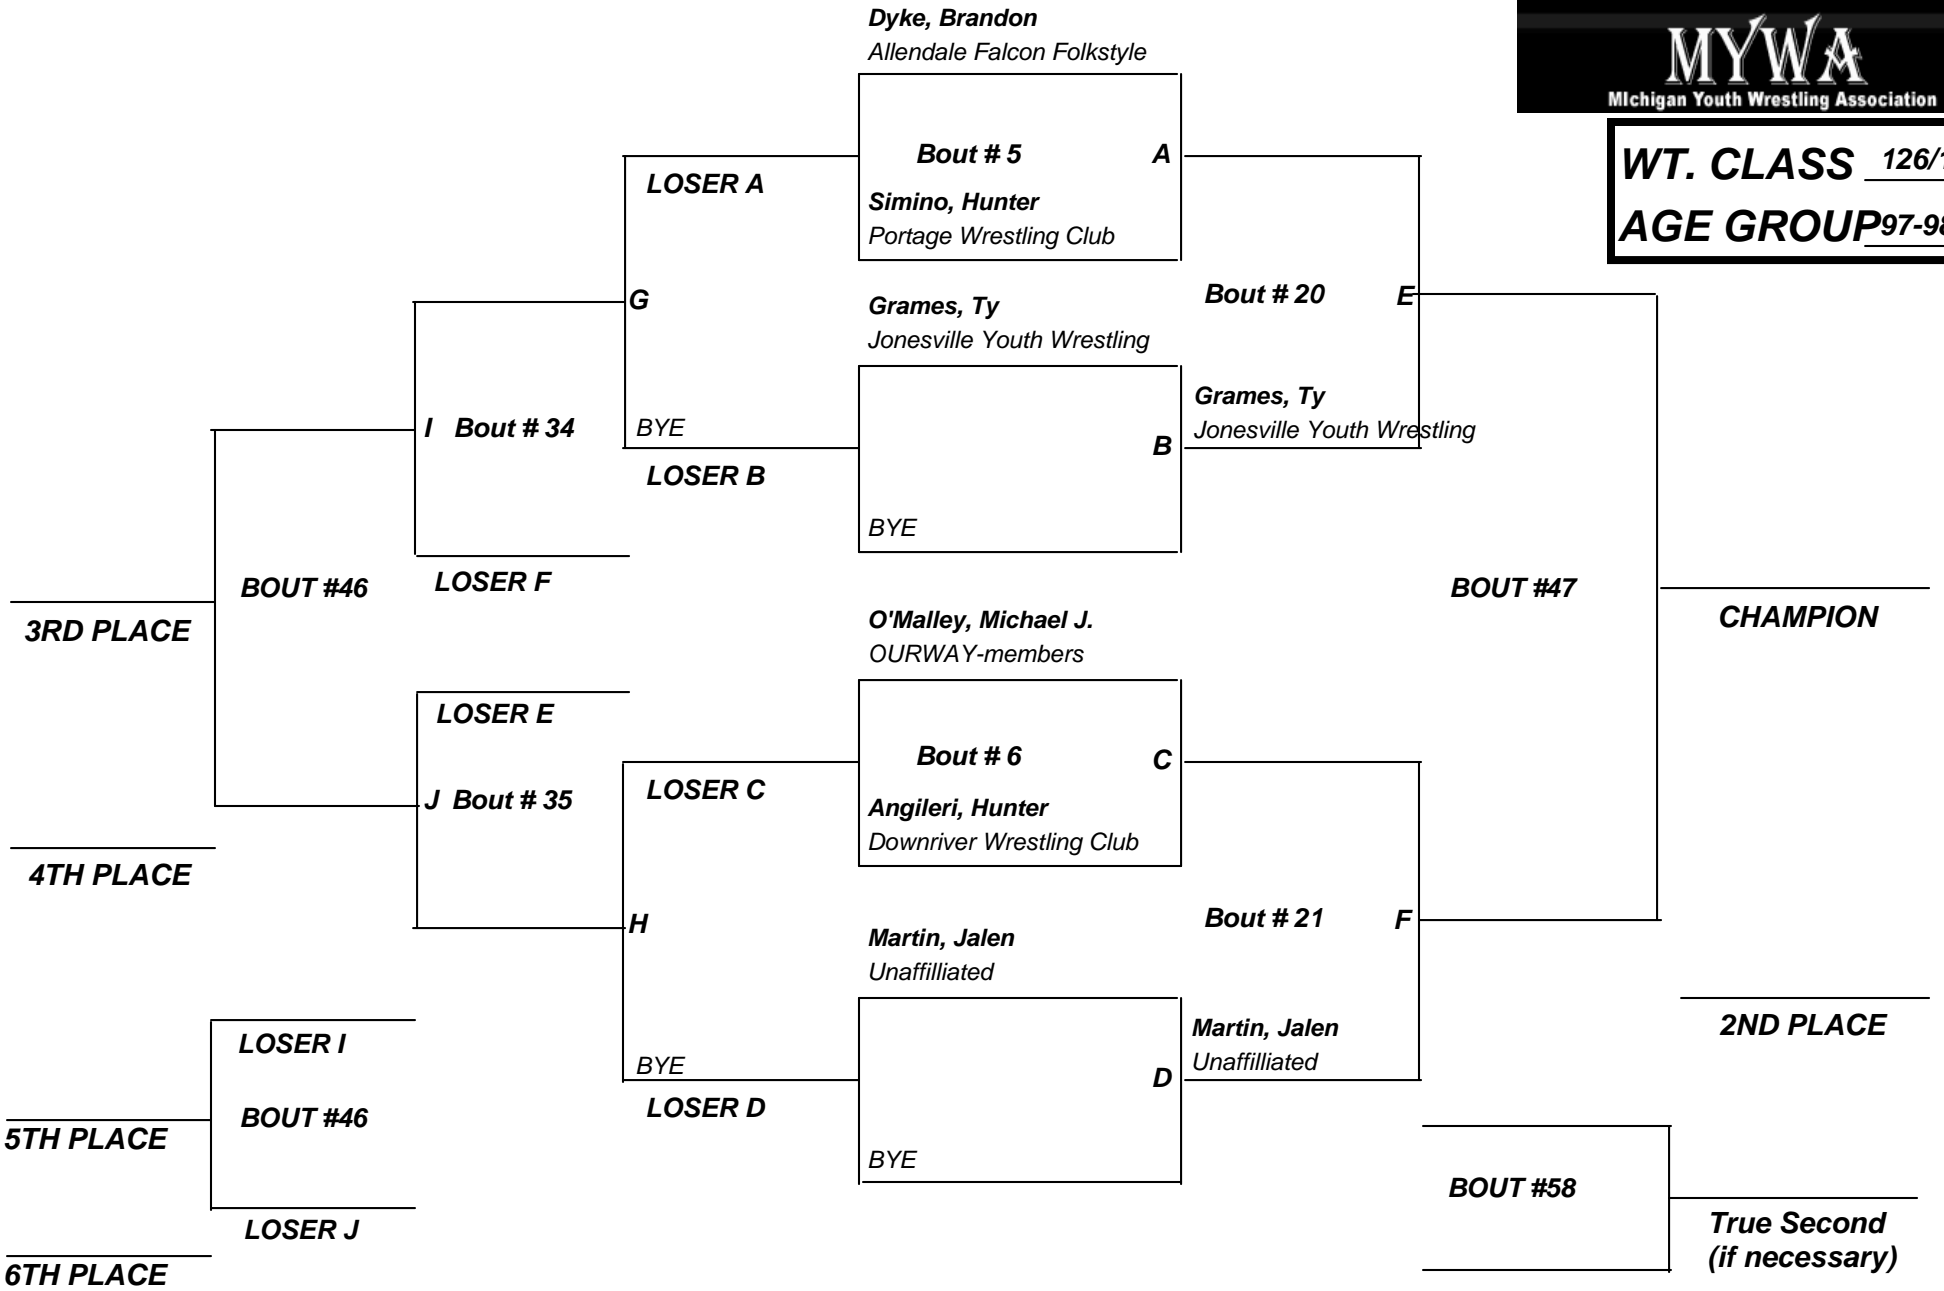 Dyke, Brandon
Allendale Falcon Folkstyle
MYWA
MIchigan Youth Wrestling Association
WT. CLASS 126/
AGE GROUP 97-98
Bout # 5 A
LOSER A
Simino, Hunter
Portage Wrestling Club
G
Grames, Ty
Jonesville Youth Wrestling
Bout # 20 E
Grames, Ty
Jonesville Youth Wrestling
I Bout # 34
BYE
B
LOSER B
BYE
BOUT #46
LOSER F
BOUT #47
3RD PLACE
O'Malley, Michael J.
OURWAY-members
CHAMPION
LOSER E
Bout # 6 C
J Bout # 35
LOSER C
Angileri, Hunter
Downriver Wrestling Club
4TH PLACE
H
Bout # 21 F
Martin, Jalen
Unaffilliated
LOSER I
Martin, Jalen
Unaffilliated
2ND PLACE
BYE
D
LOSER D
BOUT #46
5TH PLACE
BYE
BOUT #58
LOSER J
True Second
(if necessary)
6TH PLACE